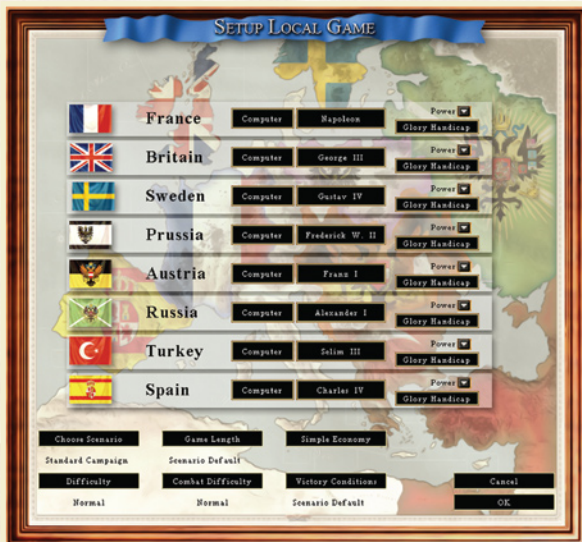 SETUP LOCAL GAME
France Computer Napoleon Power Glory Handicap
Britain Computer George III Power Glory Handicap
Sweden Computer Gustav IV Power Glory Handicap
Prussia Computer Frederick W. II Power Glory Handicap
Austria Computer Franz I Power Glory Handicap
Russia Computer Alexander I Power Glory Handicap
Turkey Computer Selim III Power Glory Handicap
Spain Computer Charles IV Power Glory Handicap
Choose Scenario Game Length Simple Economy
Standard Campaign Scenario Default
Difficulty Combat Difficulty Victory Conditions Cancel
Normal Normal Scenario Default OK